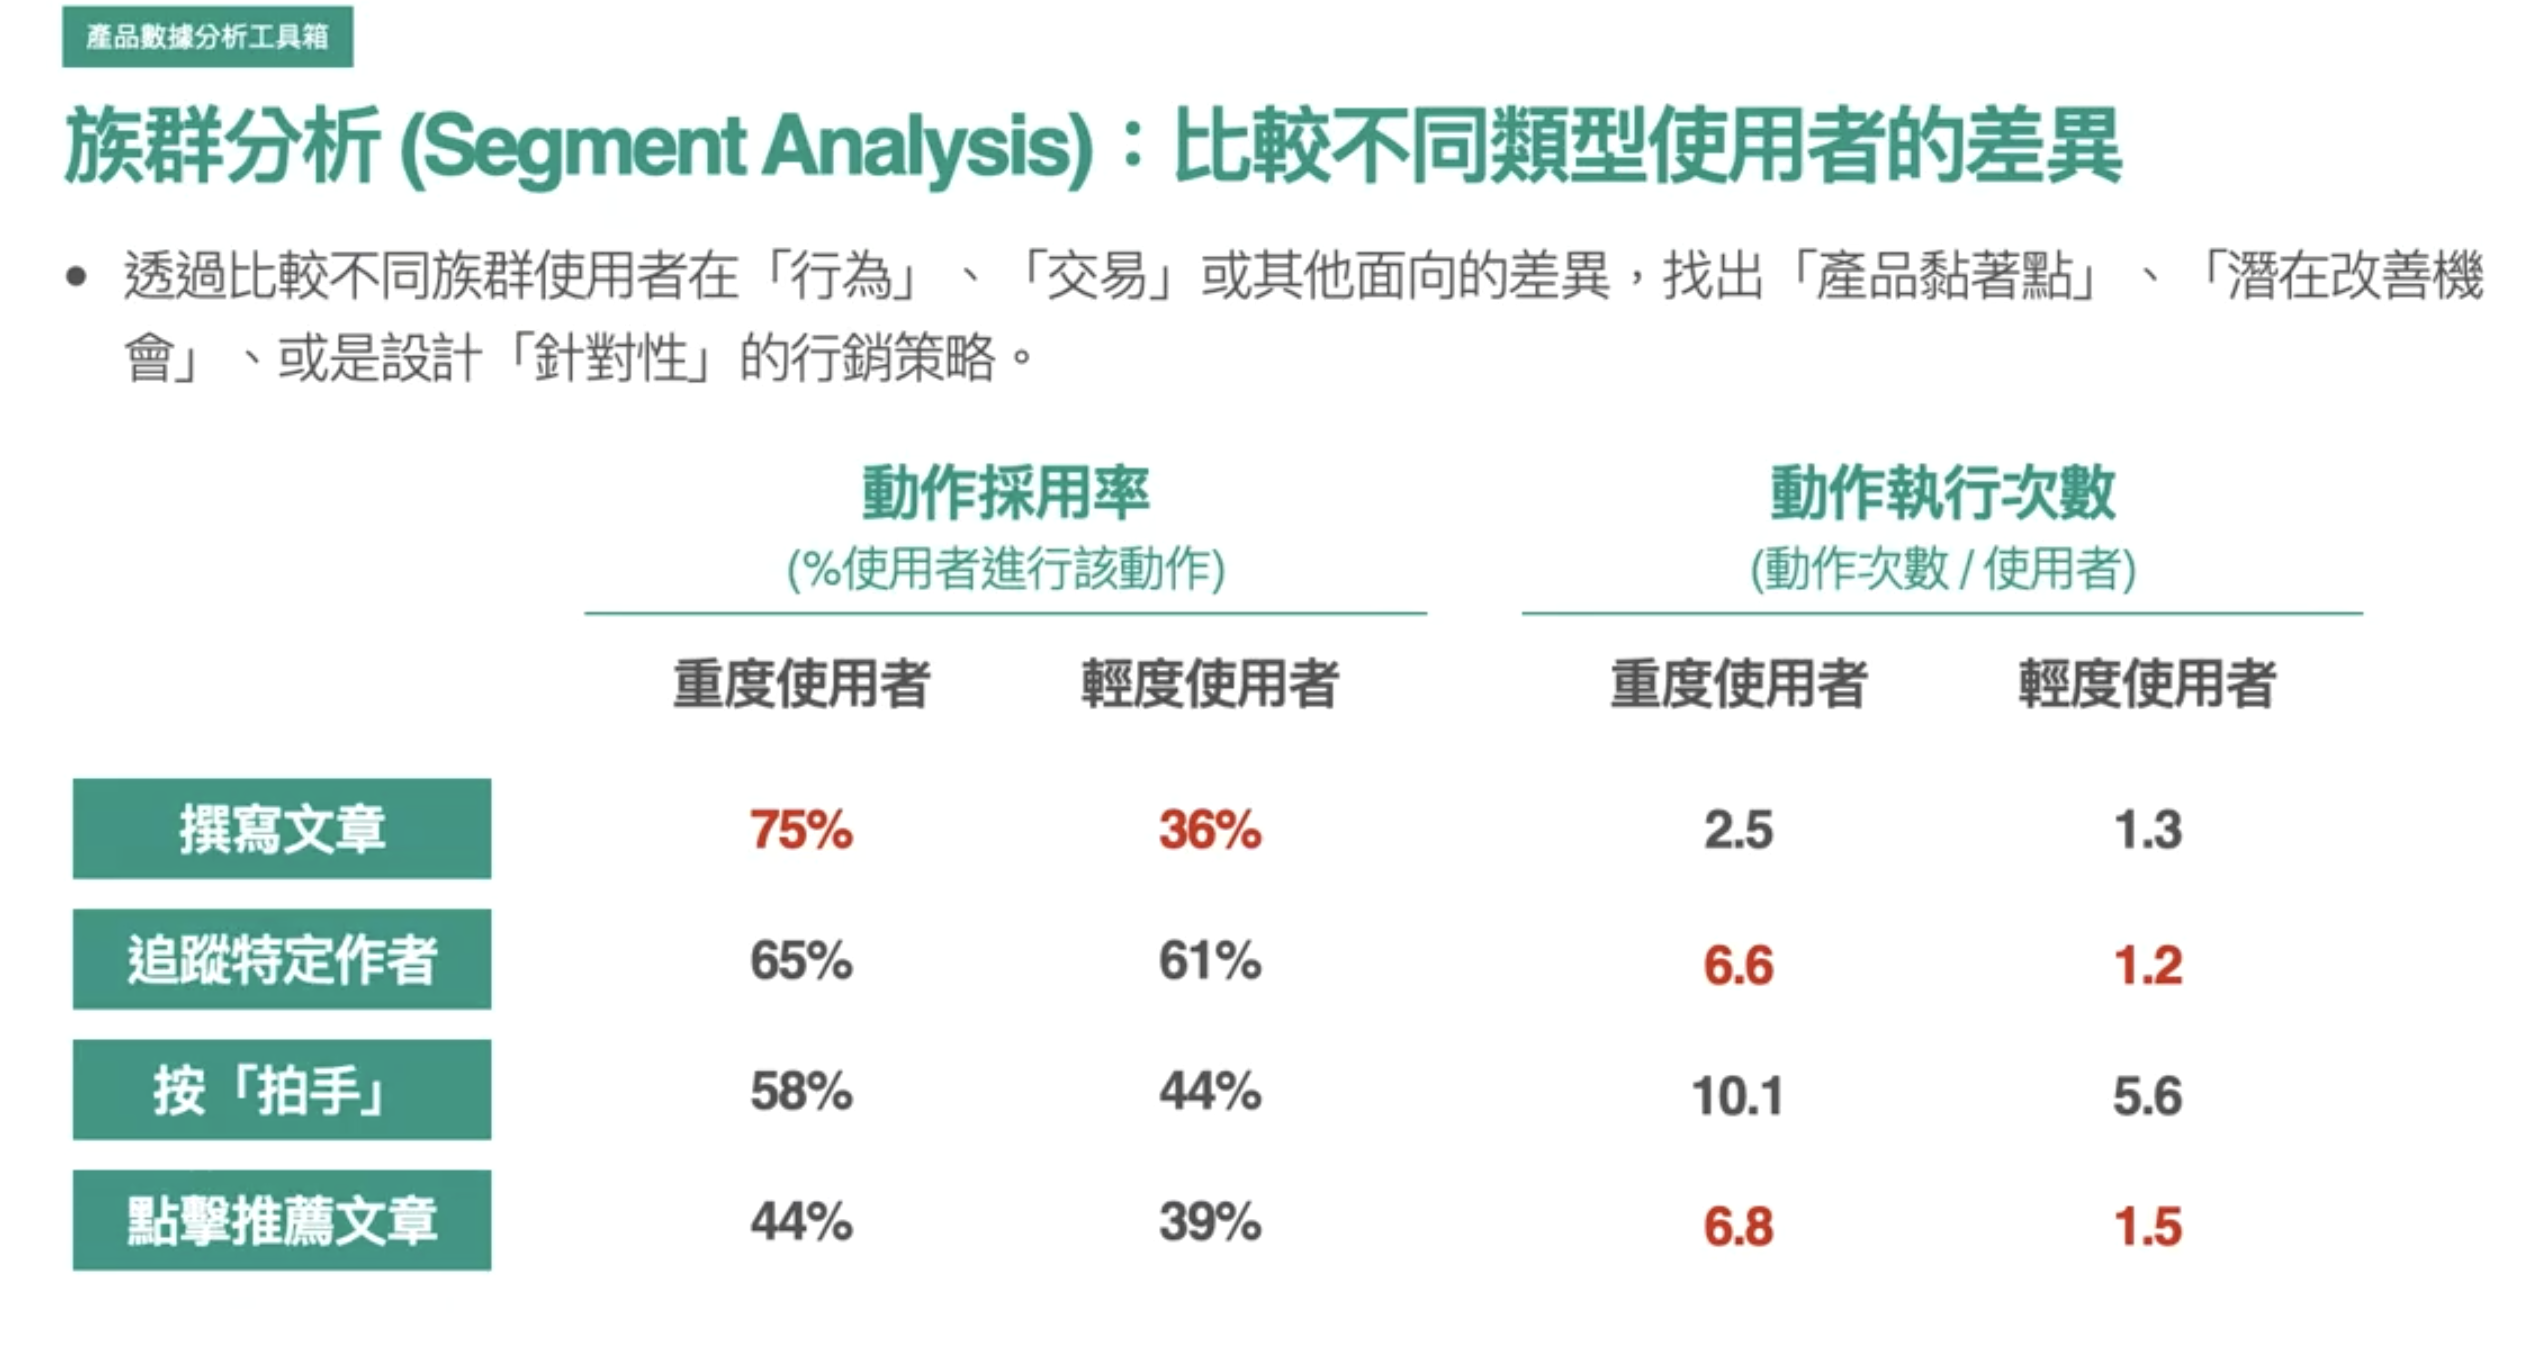 產品數據分析工具箱
族群分析 (Segment Analysis)：比較不同類型使用者的差異
• 透過比較不同族群使用者在「行為」、「交易」或其他面向的差異，找出「產品黏著點」、「潛在改善機
會」、或是設計「針對性」的行銷策略。
動作採用率 動作執行次數
(%使用者進行該動作) (動作次數 / 使用者)
重度使用者 輕度使用者 重度使用者 輕度使用者
撰寫文章 75% 36% 2.5 1.3
追蹤特定作者 65% 61% 6.6 1.2
按「拍手」 58% 44% 10.1 5.6
點擊推薦文章 44% 39% 6.8 1.5